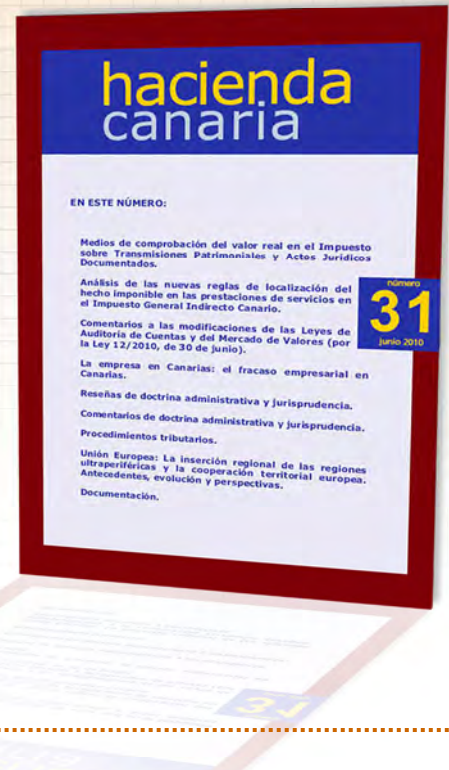 hacienda
canaria
EN ESTE NÚMERO:
Medios de comprobación del valor real en el Impuesto
sobre Transmisiones Patrimoniales y Actos Jurídicos
Documentados.
Análisis de las nuevas reglas de localización del
hecho imponible en las prestaciones de servicios en
el Impuesto General Indirecto Canario.
Comentarios a las modificaciones de las Leyes de
Auditoría de Cuentas y del Mercado de Valores (por
la Ley 12/2010, de 30 de junio).
La empresa en Canarias: el fracaso empresarial en
Canarias.
Reseñas de doctrina administrativa y jurisprudencia.
Comentarios de doctrina administrativa y jurisprudencia.
Procedimientos tributarios.
Unión Europea: La inserción regional de las regiones
ultraperiféricas y la cooperación territorial europea.
Antecedentes, evolución y perspectivas.
Documentación.
número
31
junio 2010